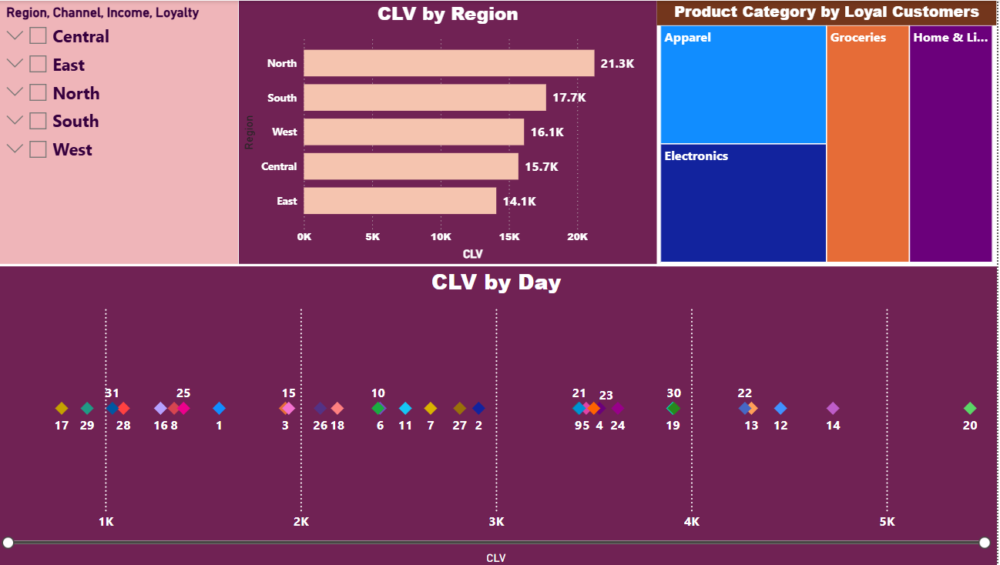 Region, Channel, Income, Loyalty
Central
East
North
South
West
CLV by Region
Region
North 21.3K
South 17.7K
West 16.1K
Central 15.7K
East 14.1K
0K 5K 10K 15K 20K
CLV
Product Category by Loyal Customers
Apparel
Groceries
Home & Li...
Electronics
CLV by Day
31 25 15 10 21 23 30 22
17 29 28 16 8 1 3 26 18 6 11 7 27 2 9 5 4 24 19 13 12 14 20
1K 2K 3K 4K 5K
CLV